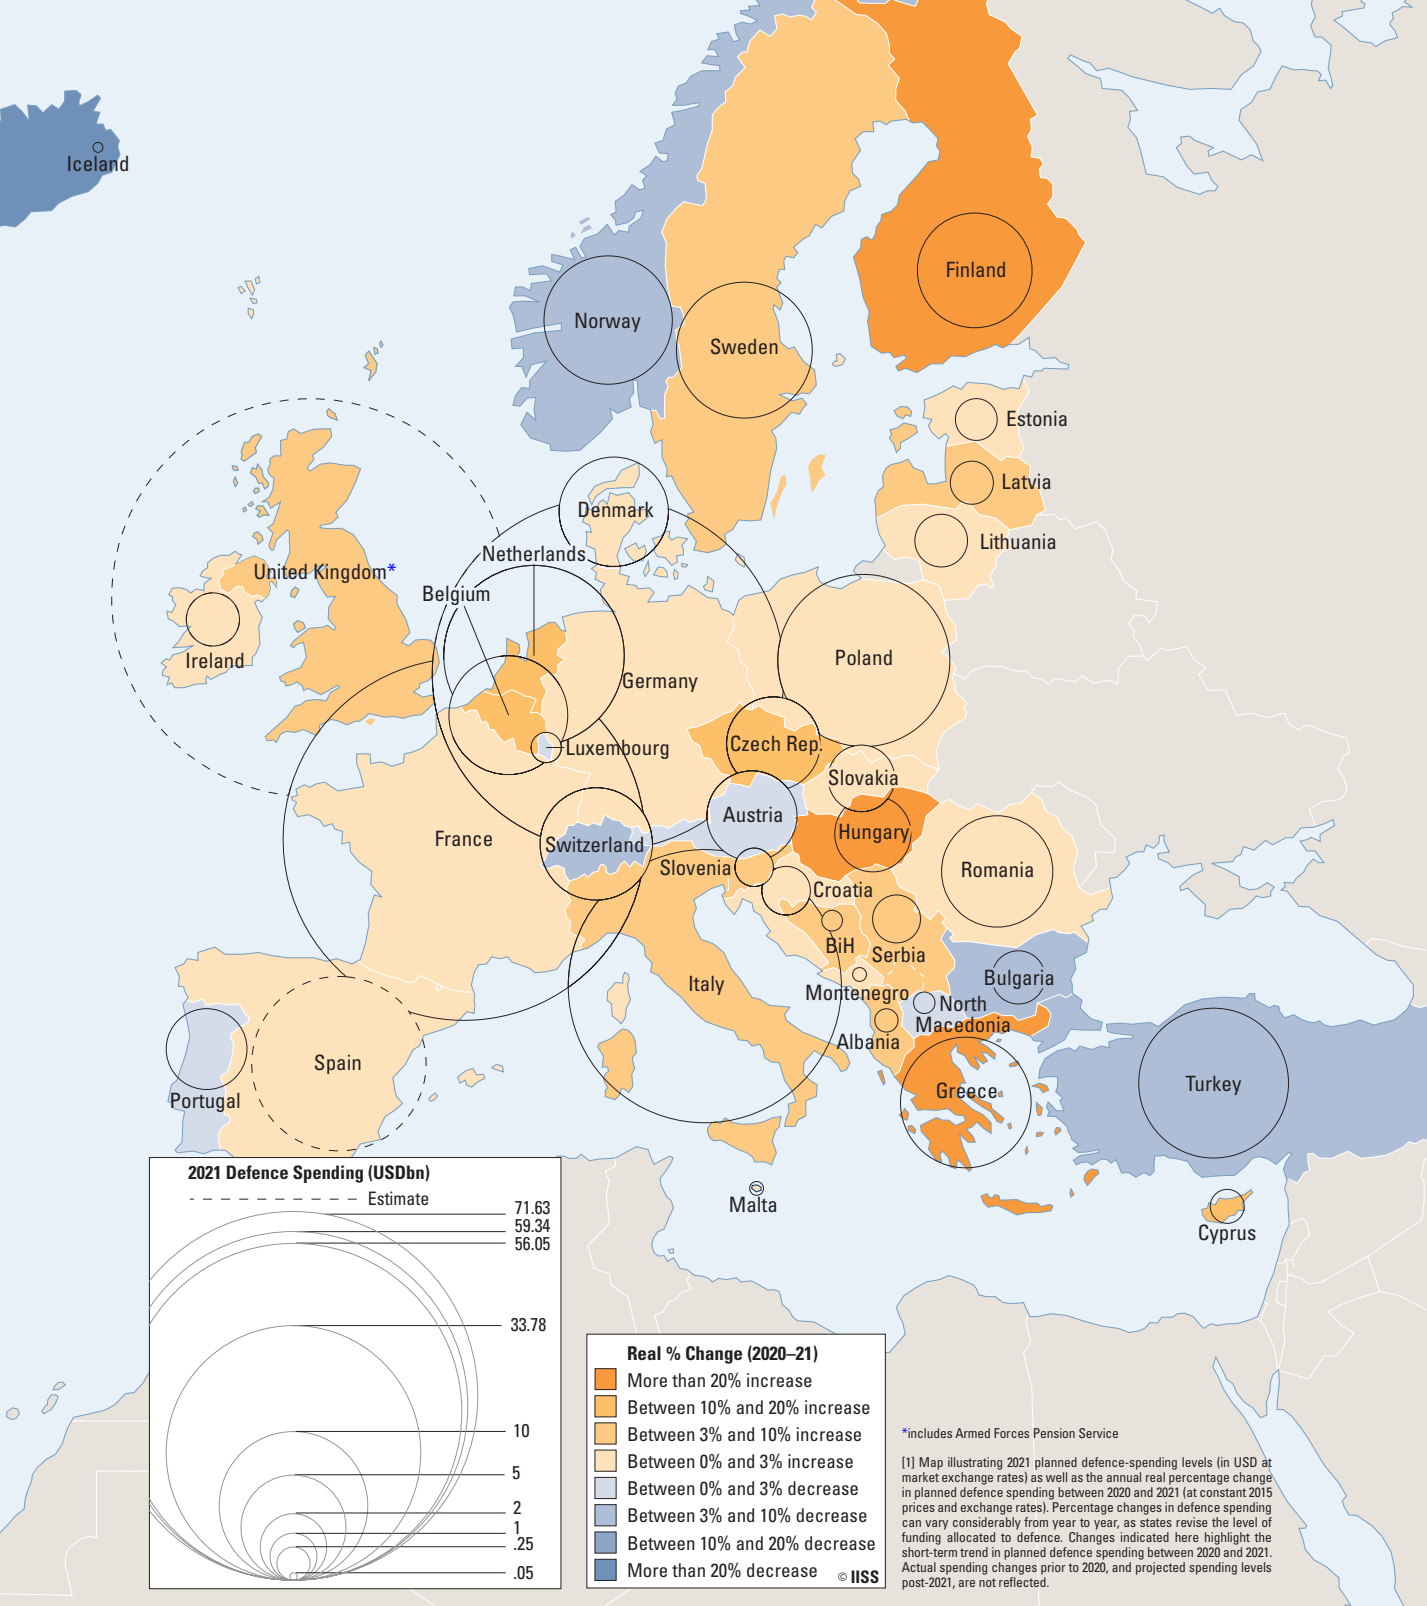 Iceland
Finland
Norway
Sweden
Estonia
Latvia
Denmark
Lithuania
Netherlands
United Kingdom*
Belgium
Ireland
Poland
Germany
Czech Rep.
Luxembourg
Slovakia
Austria
Hungary
France
Switzerland
Slovenia
Romania
Croatia
BiH
Serbia
Bulgaria
Italy
Montenegro
North
Macedonia
Albania
Spain
Portugal
Greece
Turkey
Malta
Cyprus
2021 Defence Spending (USDbn)
Estimate
71.63
59.34
56.05
33.78
10
5
2
1
.25
.05
Real % Change (2020–21)
More than 20% increase
Between 10% and 20% increase
Between 3% and 10% increase
Between 0% and 3% increase
Between 0% and 3% decrease
Between 3% and 10% decrease
Between 10% and 20% decrease
More than 20% decrease
© IISS
*includes Armed Forces Pension Service
[1] Map illustrating 2021 planned defence-spending levels (in USD at
market exchange rates) as well as the annual real percentage change
in planned defence spending between 2020 and 2021 (at constant 2015
prices and exchange rates). Percentage changes in defence spending
can vary considerably from year to year, as states revise the level of
funding allocated to defence. Changes indicated here highlight the
short-term trend in planned defence spending between 2020 and 2021.
Actual spending changes prior to 2020, and projected spending levels
post-2021, are not reflected.